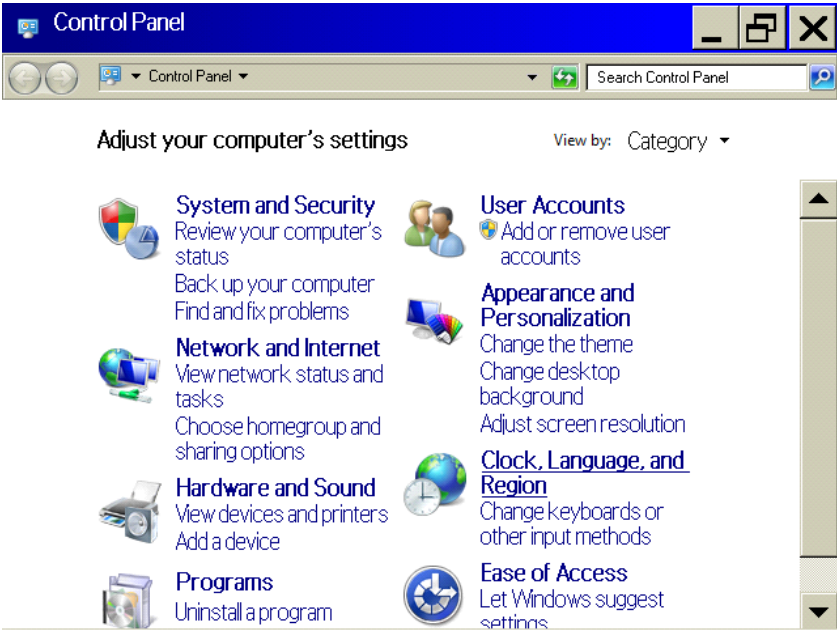 Control Panel
Control Panel
Search Control Panel
Adjust your computer's settings
View by: Category
System and Security
Review your computer's
status
Back up your computer
Find and fix problems
Network and Internet
View network status and
tasks
Choose homegroup and
sharing options
Hardware and Sound
View devices and printers
Add a device
Programs
Uninstall a program
User Accounts
Add or remove user
accounts
Appearance and
Personalization
Change the theme
Change desktop
background
Adjust screen resolution
Clock, Language, and
Region
Change keyboards or
other input methods
Ease of Access
Let Windows suggest
settings